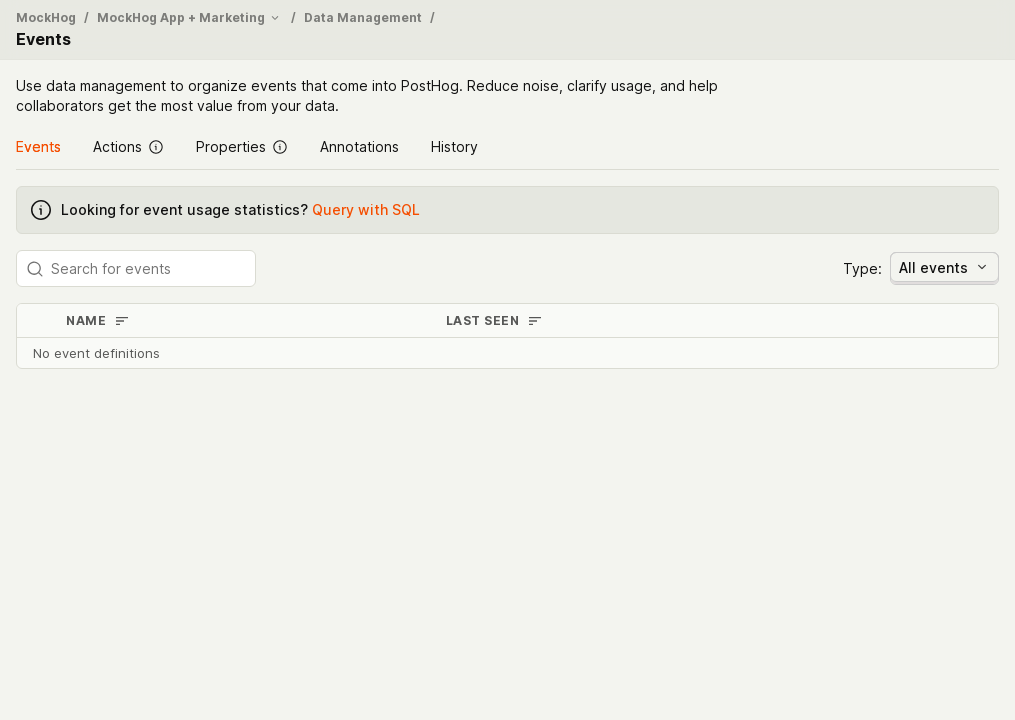 MockHog / MockHog App + Marketing / Data Management /
Events
Use data management to organize events that come into PostHog. Reduce noise, clarify usage, and help
collaborators get the most value from your data.
Events Actions Properties Annotations History
Looking for event usage statistics? Query with SQL
Search for events Type: All events
NAME LAST SEEN
No event definitions